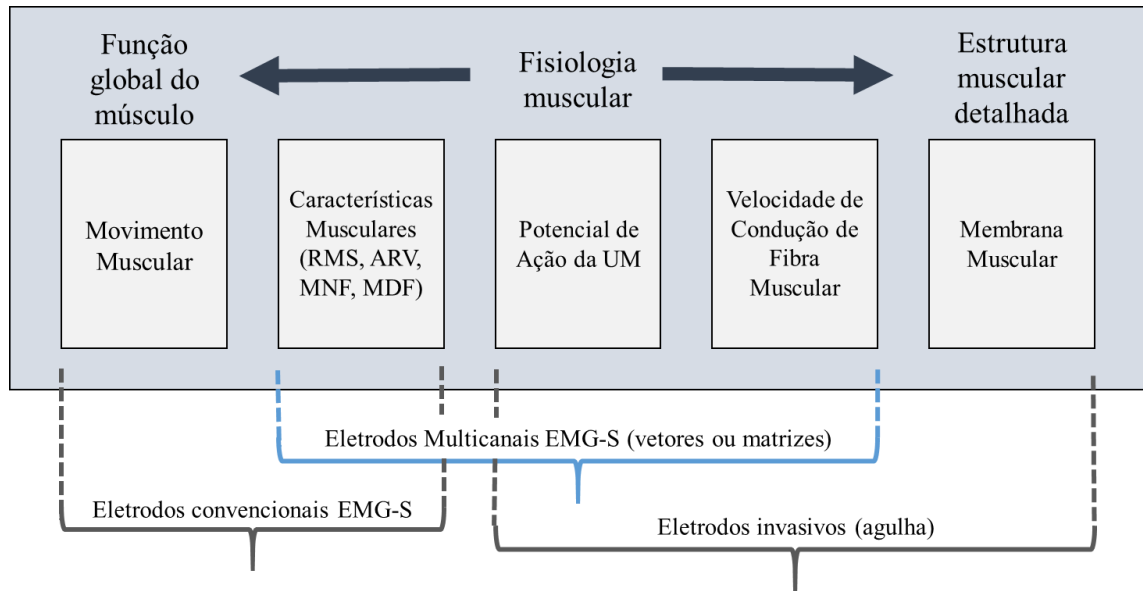 Função
global do
músculo
Fisiologia
muscular
Estrutura
muscular
detalhada
Movimento
Muscular
Características
Musculares
(RMS, ARV,
MNF, MDF)
Potencial de
Ação da UM
Velocidade de
Condução de
Fibra
Muscular
Membrana
Muscular
Eletrodos Multicanais EMG-S (vetores ou matrizes)
Eletrodos convencionais EMG-S
Eletrodos invasivos (agulha)